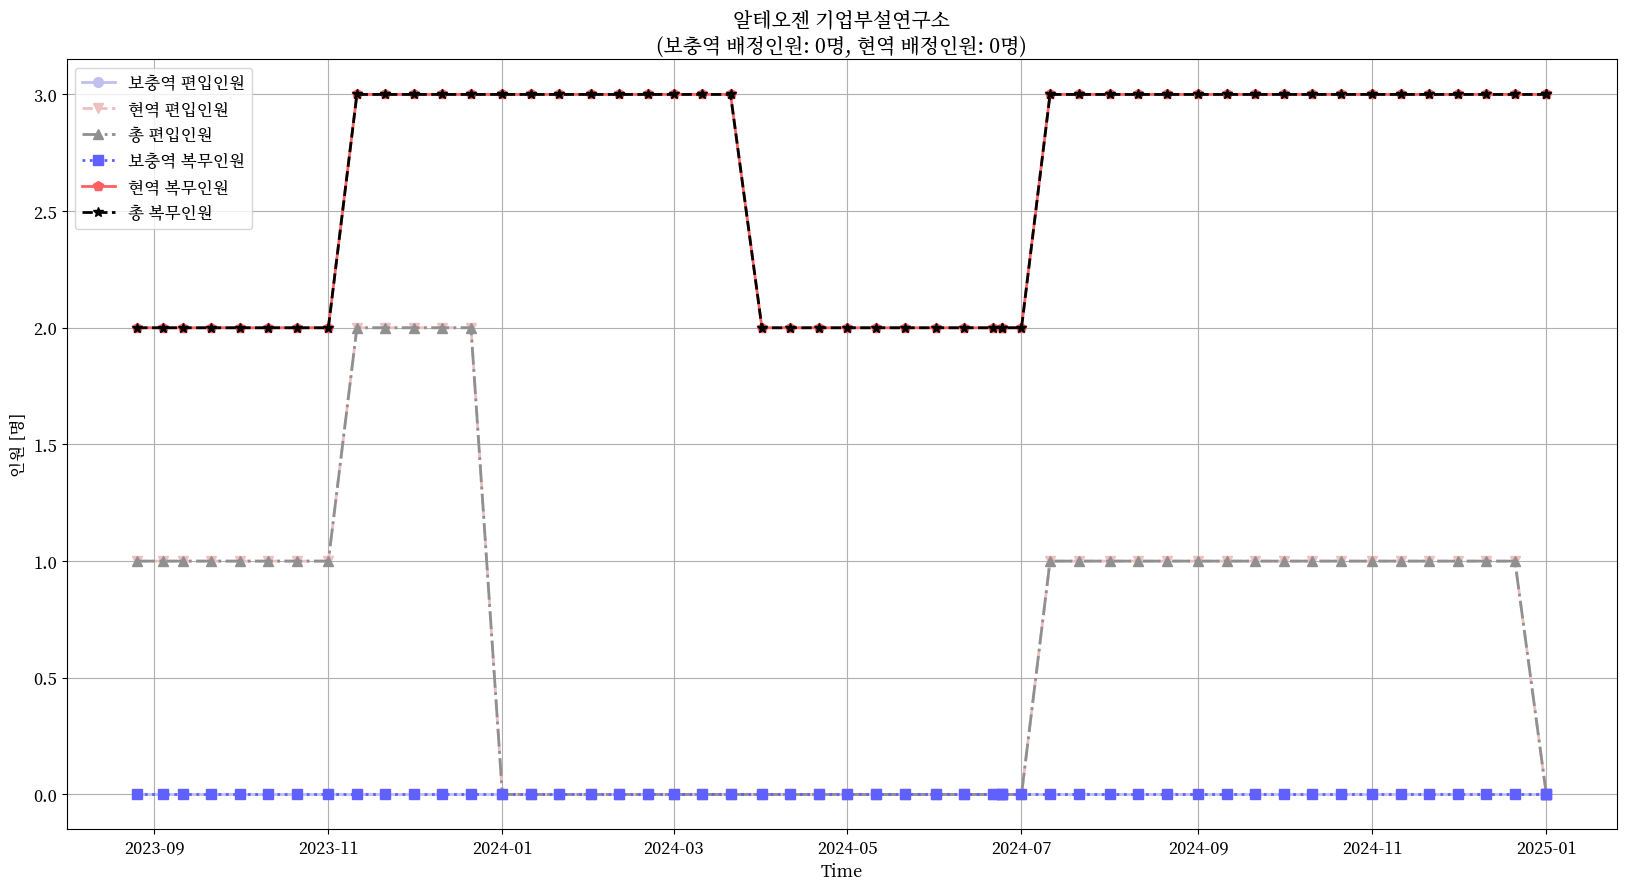 알테오젠 기업부설연구소
(보충역 배정인원: 0명, 현역 배정인원: 0명)
보충역 편입인원
현역 편입인원
총 편입인원
보충역 복무인원
현역 복무인원
총 복무인원
3.0
2.5
2.0
1.5
1.0
0.5
0.0
인원 [명]
2023-09 2023-11 2024-01 2024-03 2024-05 2024-07 2024-09 2024-11 2025-01
Time